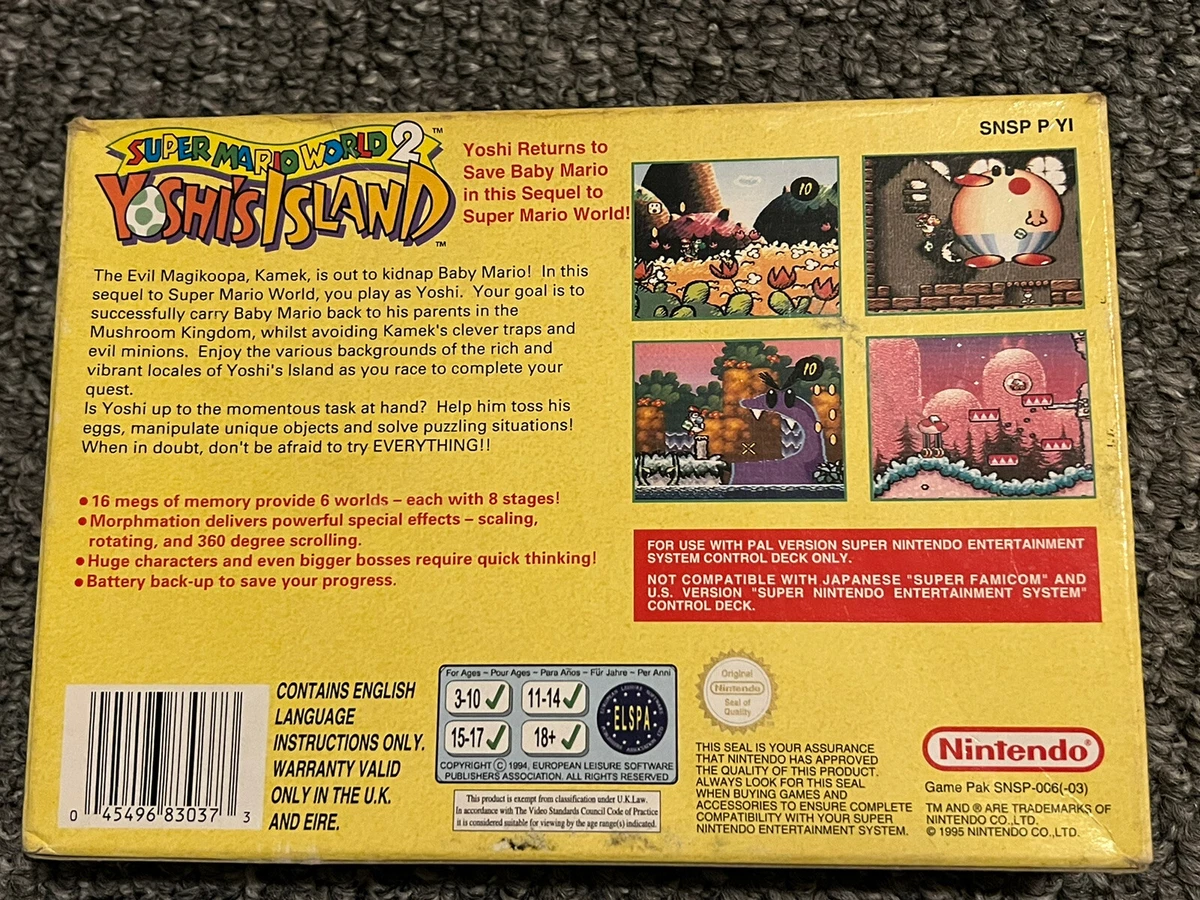 SUPER MARIO WORLD 2 ™
YOSHI'S ISLAND ™
Yoshi Returns to
Save Baby Mario
in this Sequel to
Super Mario World!
SNSP P YI
10
The Evil Magikoopa, Kamek, is out to kidnap Baby Mario! In this
sequel to Super Mario World, you play as Yoshi. Your goal is to
successfully carry Baby Mario back to his parents in the
Mushroom Kingdom, whilst avoiding Kamek's clever traps and
evil minions. Enjoy the various backgrounds of the rich and
vibrant locales of Yoshi's Island as you race to complete your
quest.
Is Yoshi up to the momentous task at hand? Help him toss his
eggs, manipulate unique objects and solve puzzling situations!
When in doubt, don't be afraid to try EVERYTHING!!
10
• 16 megs of memory provide 6 worlds – each with 8 stages!
• Morphmation delivers powerful special effects – scaling,
rotating, and 360 degree scrolling.
• Huge characters and even bigger bosses require quick thinking!
• Battery back-up to save your progress.
FOR USE WITH PAL VERSION SUPER NINTENDO ENTERTAINMENT
SYSTEM CONTROL DECK ONLY.
NOT COMPATIBLE WITH JAPANESE "SUPER FAMICOM" AND
U.S. VERSION "SUPER NINTENDO ENTERTAINMENT SYSTEM"
CONTROL DECK.
0 45496 83037 3
CONTAINS ENGLISH
LANGUAGE
INSTRUCTIONS ONLY.
WARRANTY VALID
ONLY IN THE U.K.
AND EIRE.
For Ages – Pour Ages – Para Años – Für Jahre – Per Anni
3-10 11-14
15-17 18+
ELSPA
COPYRIGHT © 1994, EUROPEAN LEISURE SOFTWARE
PUBLISHERS ASSOCIATION. ALL RIGHTS RESERVED
This product is exempt from classification under U.K.Law.
In accordance with The Video Standards Council Code of Practice
it is considered suitable for viewing by the age range(s) indicated.
Original
Nintendo
Seal of
Quality
THIS SEAL IS YOUR ASSURANCE
THAT NINTENDO HAS APPROVED
THE QUALITY OF THIS PRODUCT.
ALWAYS LOOK FOR THIS SEAL
WHEN BUYING GAMES AND
ACCESSORIES TO ENSURE COMPLETE
COMPATIBILITY WITH YOUR SUPER
NINTENDO ENTERTAINMENT SYSTEM.
Nintendo®
Game Pak SNSP-006(-03)
TM AND ® ARE TRADEMARKS OF
NINTENDO CO.,LTD.
© 1995 NINTENDO CO.,LTD.